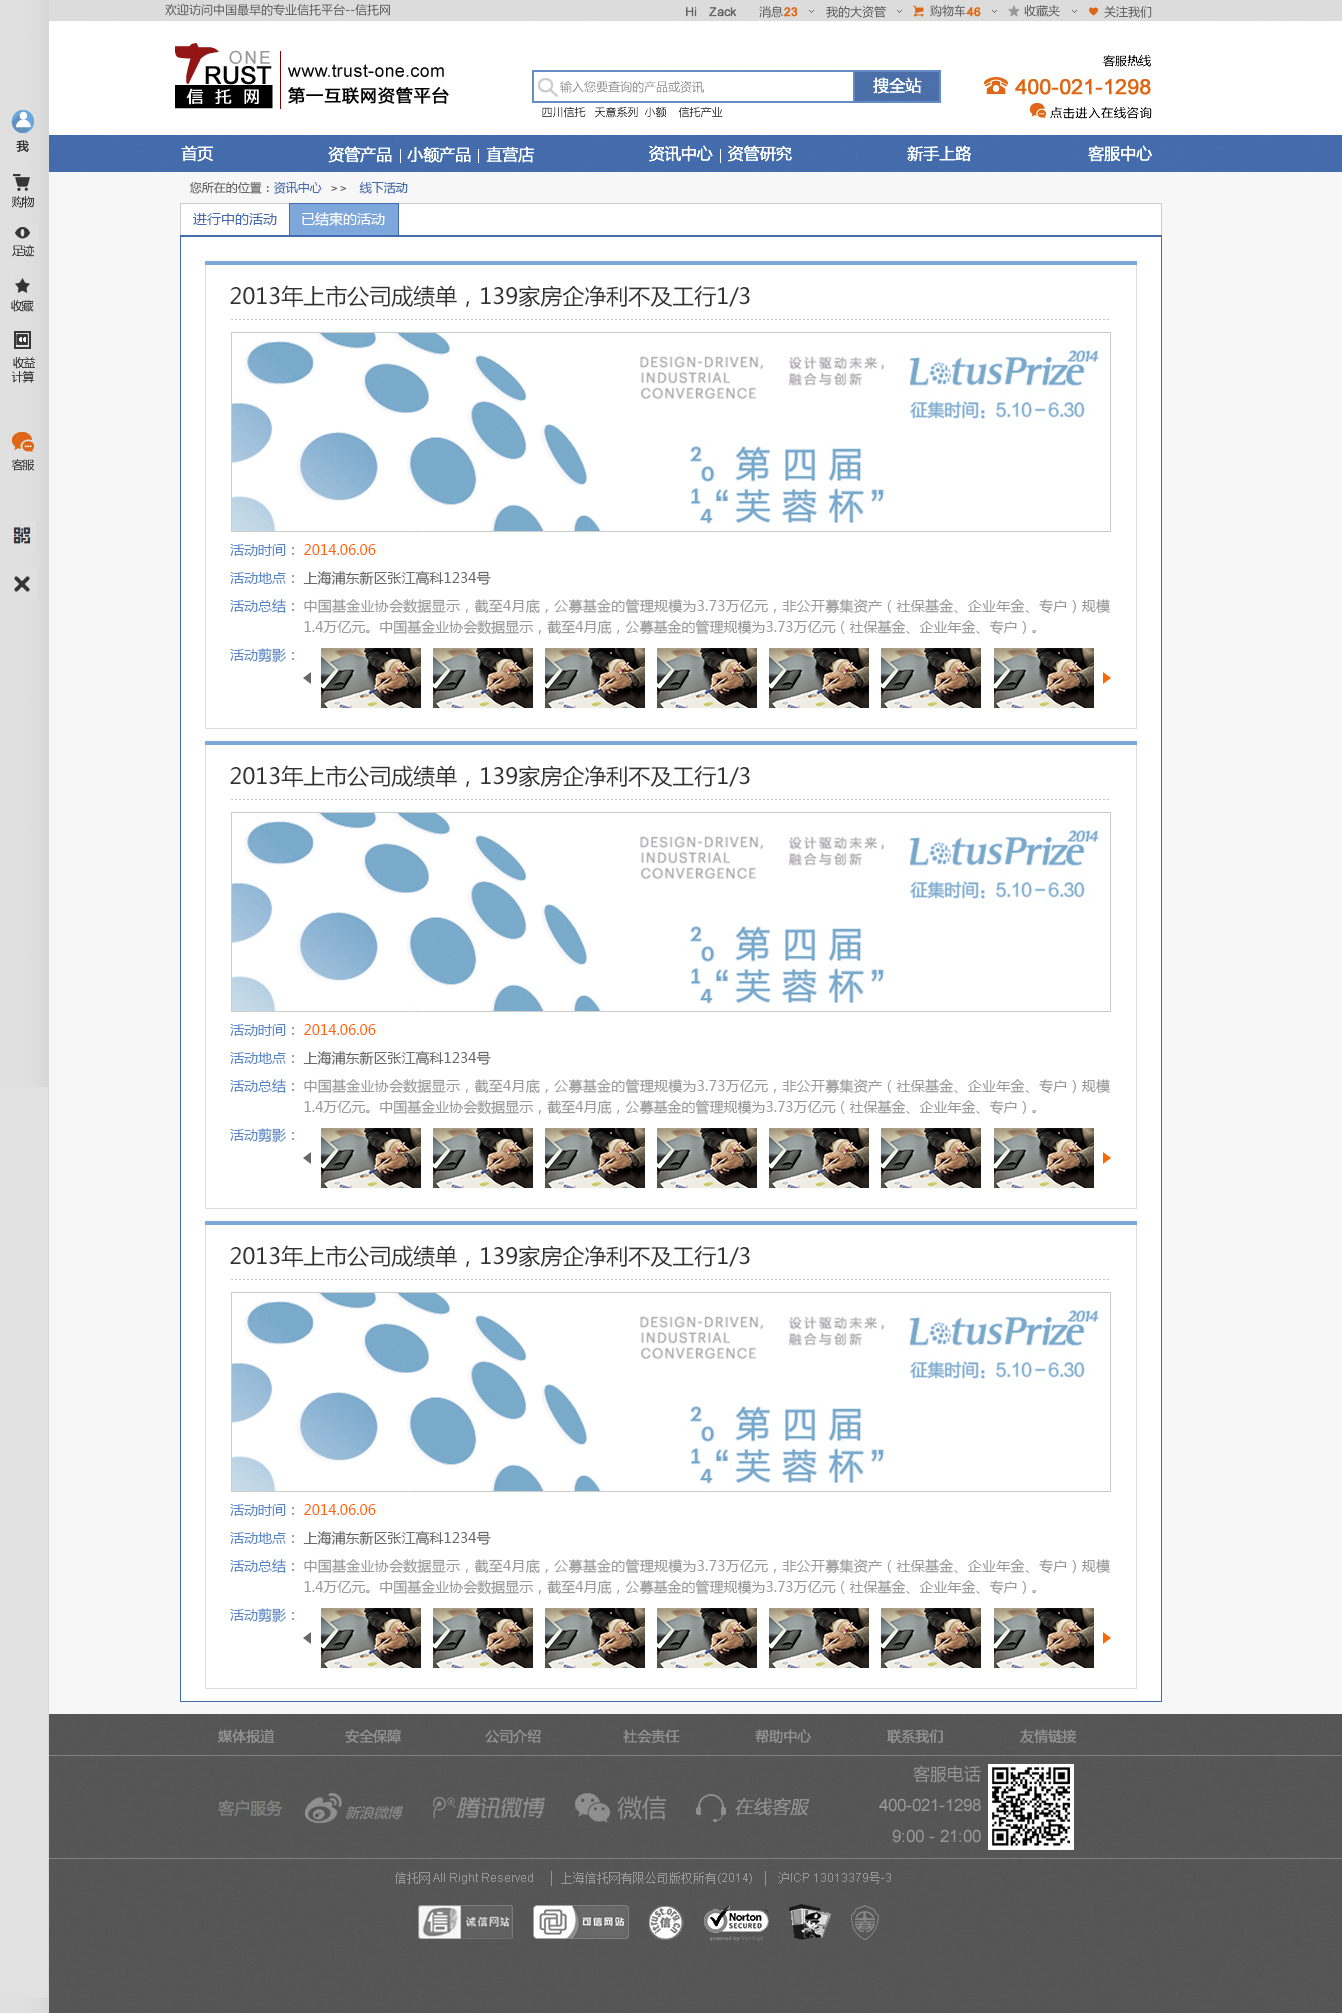 欢迎访问中国最早的专业信托平台--信托网
Hi Zack 消息23 我的大资管 购物车46 收藏夹 关注我们
TRUST ONE
信托网
www.trust-one.com
第一互联网资管平台
输入您要查询的产品或资讯 搜全站
四川信托 天意系列 小额 信托产业
客服热线
400-021-1298
点击进入在线咨询
首页 资管产品 | 小额产品 | 直营店 资讯中心 | 资管研究 新手上路 客服中心
我
购物
足迹
收藏
收益
计算
客服
您所在的位置：资讯中心 >> 线下活动
进行中的活动 已结束的活动
2013年上市公司成绩单，139家房企净利不及工行1/3
DESIGN-DRIVEN,
INDUSTRIAL
CONVERGENCE
设计驱动未来，
融合与创新
LotusPrize 2014
征集时间：5.10-6.30
2014 第四届
“芙蓉杯”
活动时间： 2014.06.06
活动地点： 上海浦东新区张江高科1234号
活动总结： 中国基金业协会数据显示，截至4月底，公募基金的管理规模为3.73万亿元，非公开募集资产（社保基金、企业年金、专户）规模
1.4万亿元。中国基金业协会数据显示，截至4月底，公募基金的管理规模为3.73万亿元（社保基金、企业年金、专户）。
活动剪影：
2013年上市公司成绩单，139家房企净利不及工行1/3
DESIGN-DRIVEN,
INDUSTRIAL
CONVERGENCE
设计驱动未来，
融合与创新
LotusPrize 2014
征集时间：5.10-6.30
2014 第四届
“芙蓉杯”
活动时间： 2014.06.06
活动地点： 上海浦东新区张江高科1234号
活动总结： 中国基金业协会数据显示，截至4月底，公募基金的管理规模为3.73万亿元，非公开募集资产（社保基金、企业年金、专户）规模
1.4万亿元。中国基金业协会数据显示，截至4月底，公募基金的管理规模为3.73万亿元（社保基金、企业年金、专户）。
活动剪影：
2013年上市公司成绩单，139家房企净利不及工行1/3
DESIGN-DRIVEN,
INDUSTRIAL
CONVERGENCE
设计驱动未来，
融合与创新
LotusPrize 2014
征集时间：5.10-6.30
2014 第四届
“芙蓉杯”
活动时间： 2014.06.06
活动地点： 上海浦东新区张江高科1234号
活动总结： 中国基金业协会数据显示，截至4月底，公募基金的管理规模为3.73万亿元，非公开募集资产（社保基金、企业年金、专户）规模
1.4万亿元。中国基金业协会数据显示，截至4月底，公募基金的管理规模为3.73万亿元（社保基金、企业年金、专户）。
活动剪影：
媒体报道 安全保障 公司介绍 社会责任 帮助中心 联系我们 友情链接
客户服务 新浪微博 腾讯微博 微信 在线客服
客服电话
400-021-1298
9:00 - 21:00
信托网 All Right Reserved | 上海信托网有限公司版权所有(2014) | 沪ICP 13013379号-3
信 诚信网站 可信网站 信 Norton SECURED